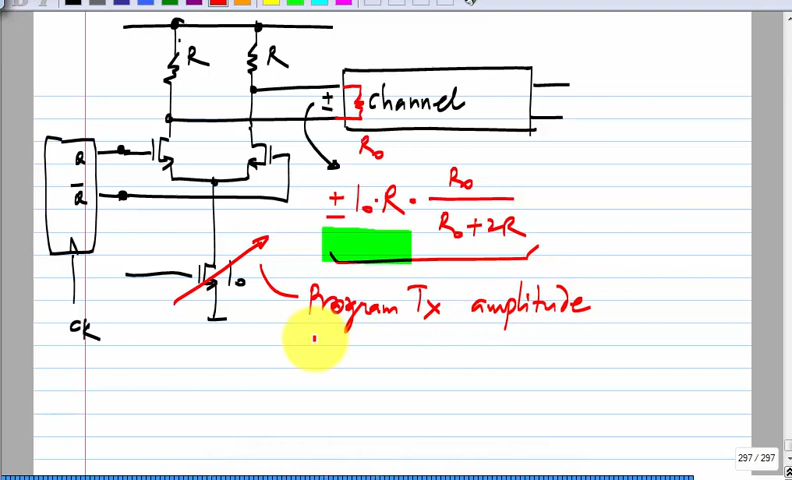 R R
Channel
±
R₀
Q
Q̅
± I₀·R · R₀ / (R₀ + 2R)
I₀
Program Tx amplitude
CK
297 / 297